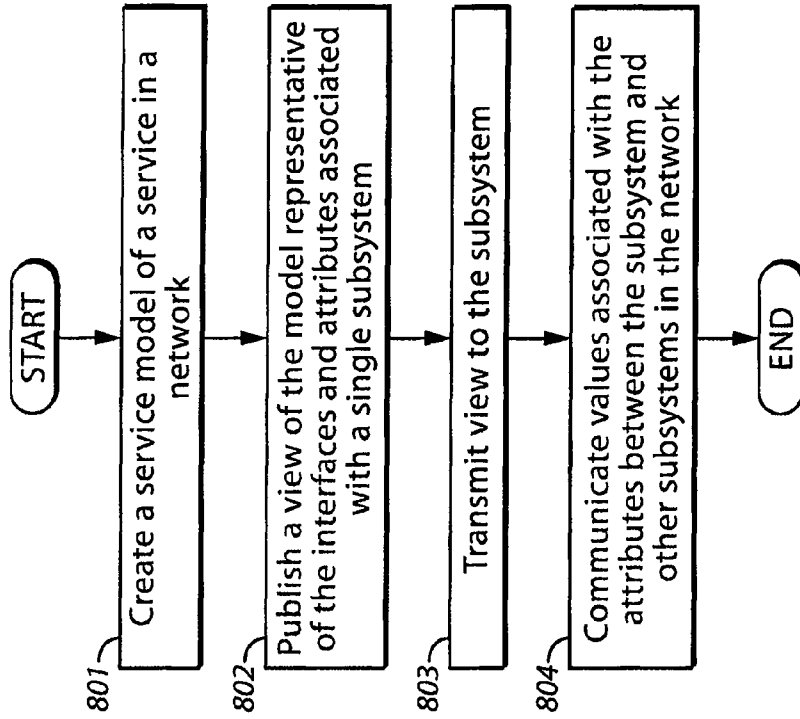 START
801
Create a service model of a service in a
network
802
Publish a view of the model representative
of the interfaces and attributes associated
with a single subsystem
803
Transmit view to the subsystem
804
Communicate values associated with the
attributes between the subsystem and
other subsystems in the network
END